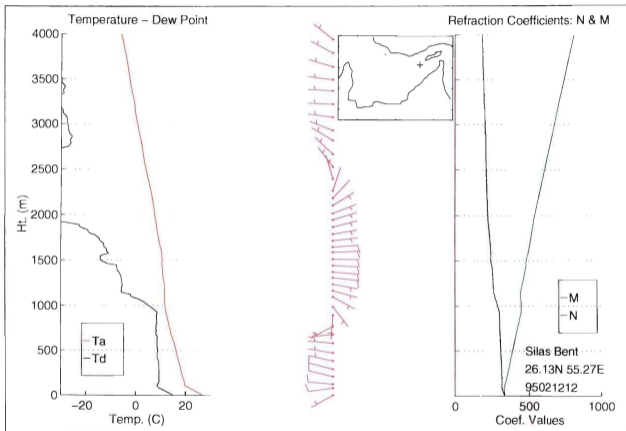 Temperature – Dew Point
Refraction Coefficients: N & M
4000
3500
3000
2500
2000
1500
1000
500
0
Ht. (m)
Ta
Td
−20
0
20
Temp. (C)
M
N
Silas Bent
26.13N 55.27E
95021212
0
500
1000
Coef. Values